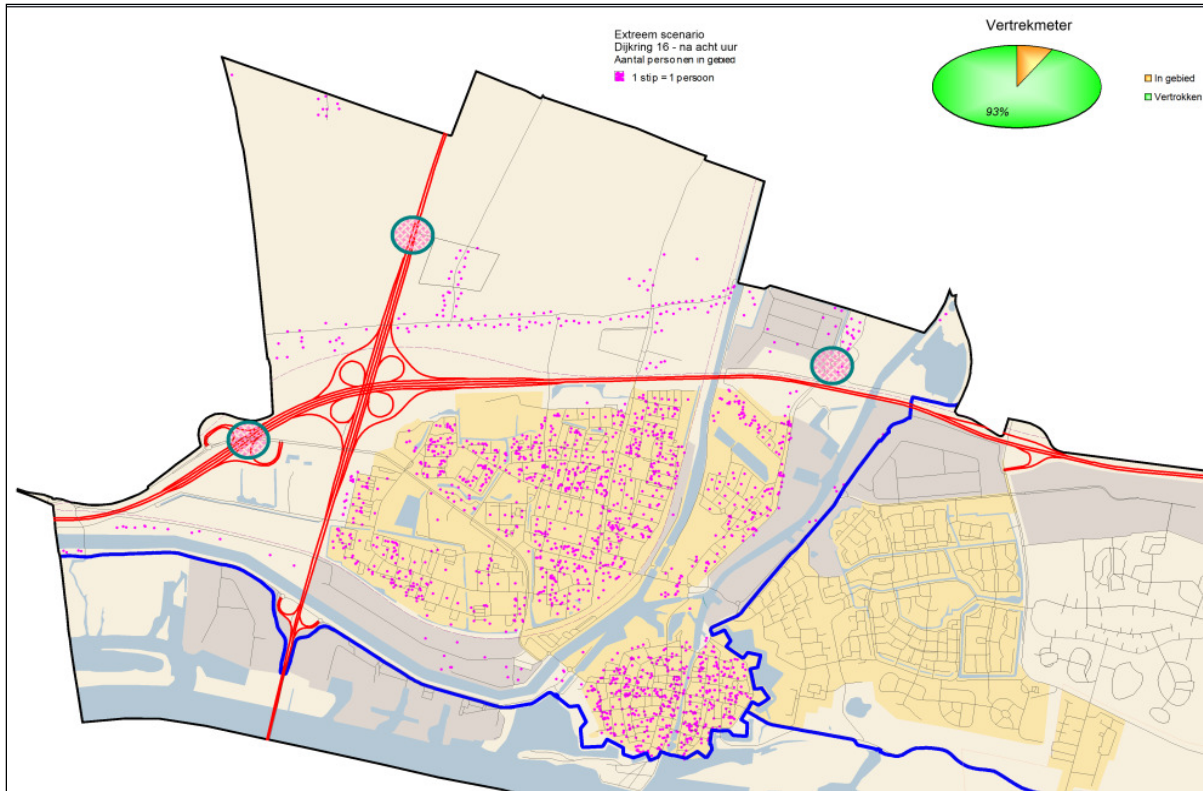 Extreem scenario
Dijkring 16 - na acht uur
Aantal personen in gebied
1 stip = 1 persoon
Vertrekmeter
93%
In gebied
Vertrokken